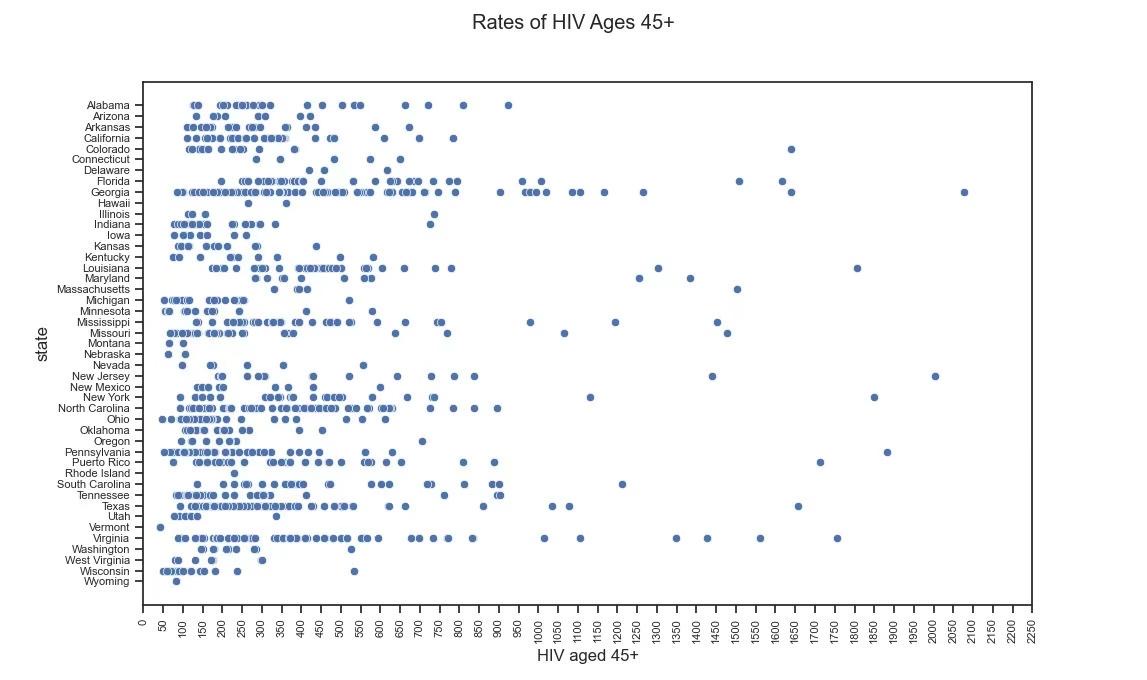 Rates of HIV Ages 45+
Alabama
Arizona
Arkansas
California
Colorado
Connecticut
Delaware
Florida
Georgia
Hawaii
Illinois
Indiana
Iowa
Kansas
Kentucky
Louisiana
Maryland
Massachusetts
Michigan
Minnesota
Mississippi
Missouri
Montana
Nebraska
Nevada
New Jersey
New Mexico
New York
North Carolina
Ohio
Oklahoma
Oregon
Pennsylvania
Puerto Rico
Rhode Island
South Carolina
Tennessee
Texas
Utah
Vermont
Virginia
Washington
West Virginia
Wisconsin
Wyoming
state
0 50 100 150 200 250 300 350 400 450 500 550 600 650 700 750 800 850 900 950 1000 1050 1100 1150 1200 1250 1300 1350 1400 1450 1500 1550 1600 1650 1700 1750 1800 1850 1900 1950 2000 2050 2100 2150 2200 2250
HIV aged 45+